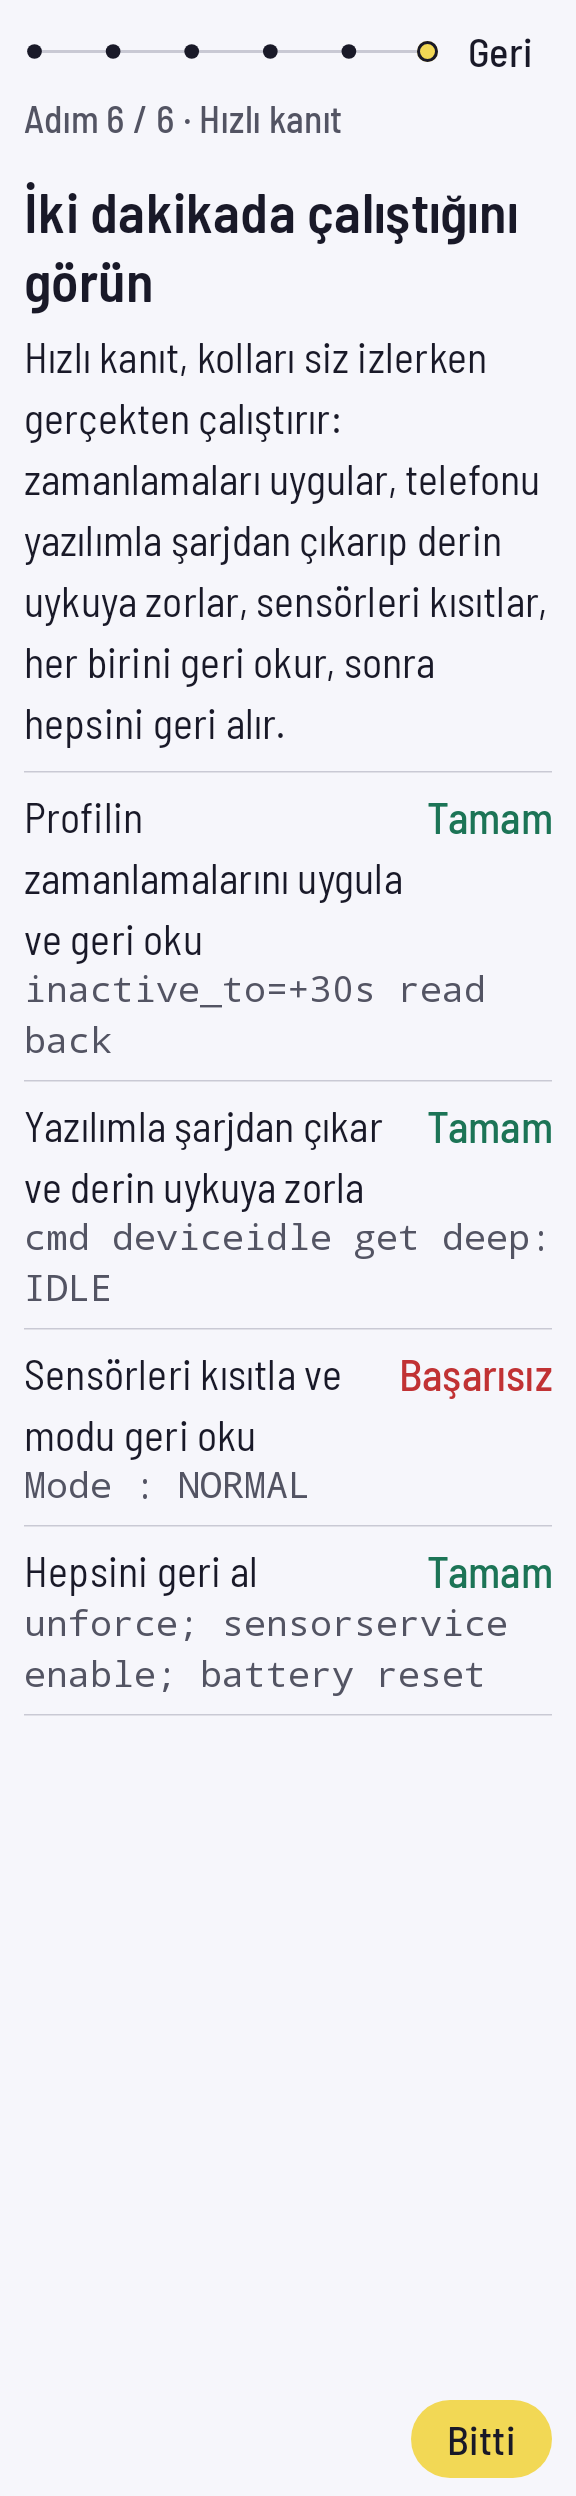 Geri
Adım 6 / 6 · Hızlı kanıt
İki dakikada çalıştığını
görün
Hızlı kanıt, kolları siz izlerken
gerçekten çalıştırır:
zamanlamaları uygular, telefonu
yazılımla şarjdan çıkarıp derin
uykuya zorlar, sensörleri kısıtlar,
her birini geri okur, sonra
hepsini geri alır.
Profilin
zamanlamalarını uygula
ve geri oku
Tamam
inactive_to=+30s read
back
Yazılımla şarjdan çıkar
ve derin uykuya zorla
Tamam
cmd deviceidle get deep:
IDLE
Sensörleri kısıtla ve
modu geri oku
Başarısız
Mode : NORMAL
Hepsini geri al
Tamam
unforce; sensorservice
enable; battery reset
Bitti